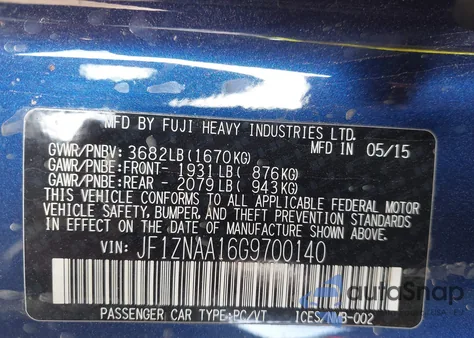 MFD BY FUJI HEAVY INDUSTRIES LTD.
GVWR/PNBV: 3682LB (1670KG) MFD IN 05/15
GAWR/PNBE:FRONT- 1931LB( 876KG)
GAWR/PNBE:REAR - 2079LB( 943KG)
THIS VEHICLE CONFORMS TO ALL APPLICABLE FEDERAL MOTOR
VEHICLE SAFETY, BUMPER, AND THEFT PREVENTION STANDARDS
IN EFFECT ON THE DATE OF MANUFACTURE SHOWN ABOVE.
VIN: JF1ZNAA16G9700140
PASSENGER CAR TYPE:PC/VT ICES/NMB-002
autoSnap